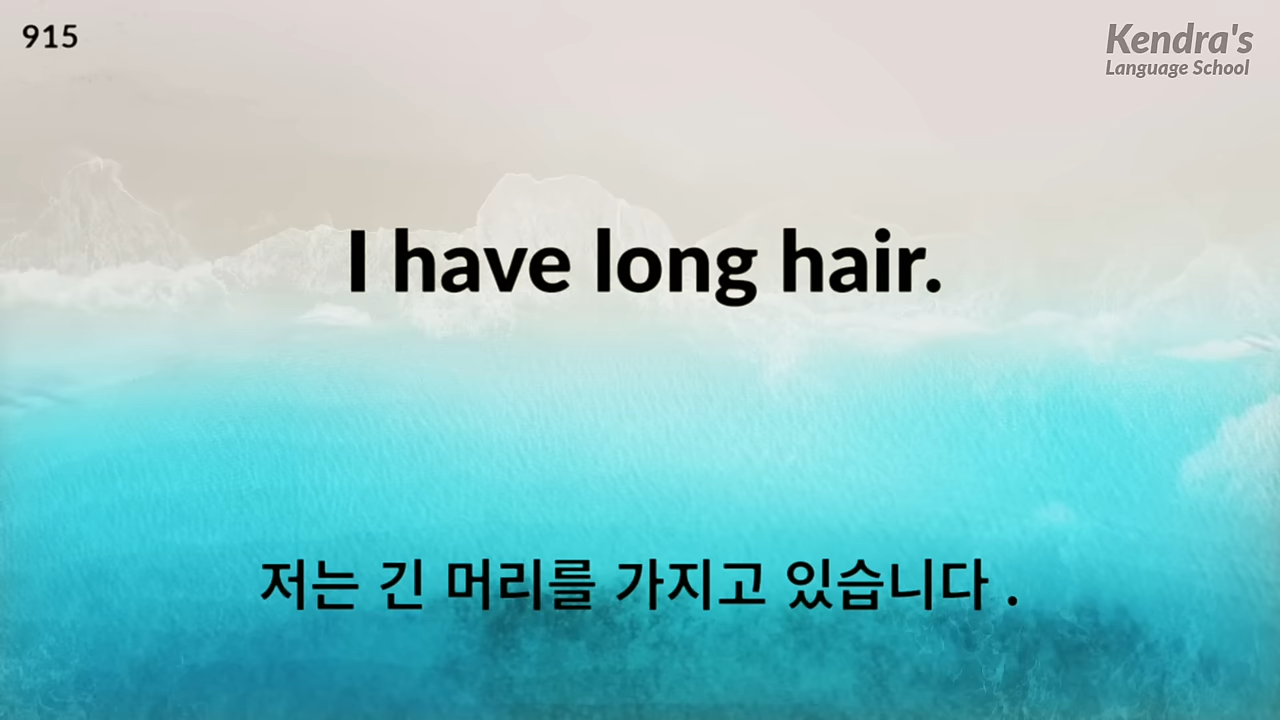 915
Kendra's
Language School
I have long hair.
저는 긴 머리를 가지고 있습니다 .